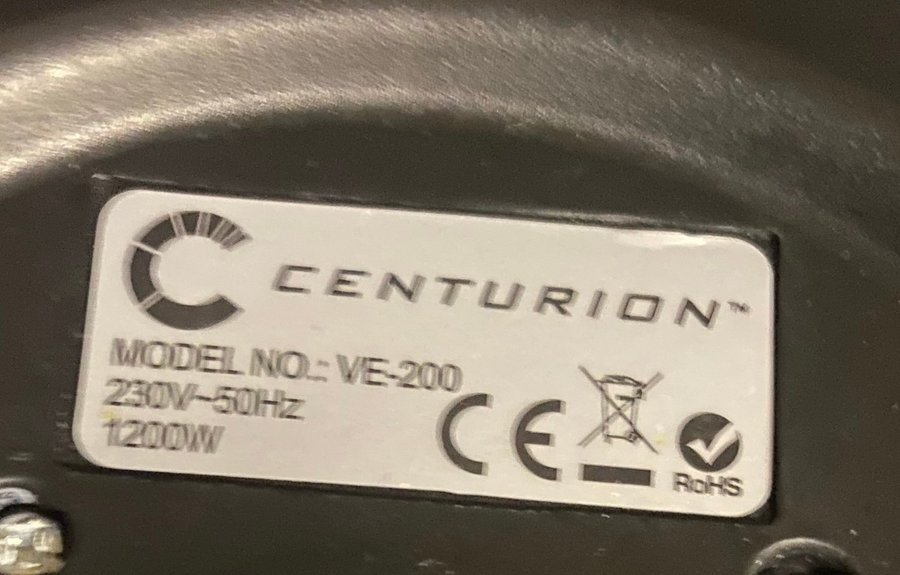 CENTURION™
MODEL NO.: VE-200
230V~50Hz
1200W
CE
RoHS